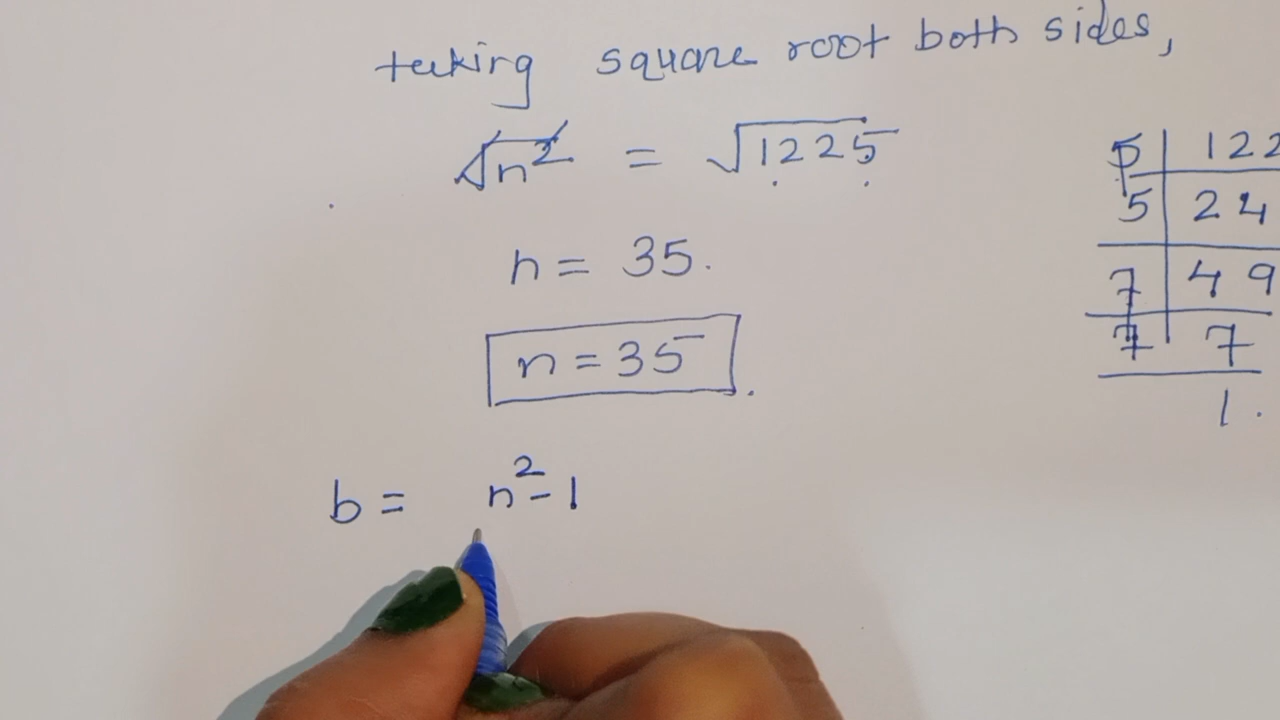 taking square root both sides,
√n² = √1225
n = 35.
n = 35.
b = n² - 1
5 | 122
5 | 24
7 | 49
7 | 7
1.